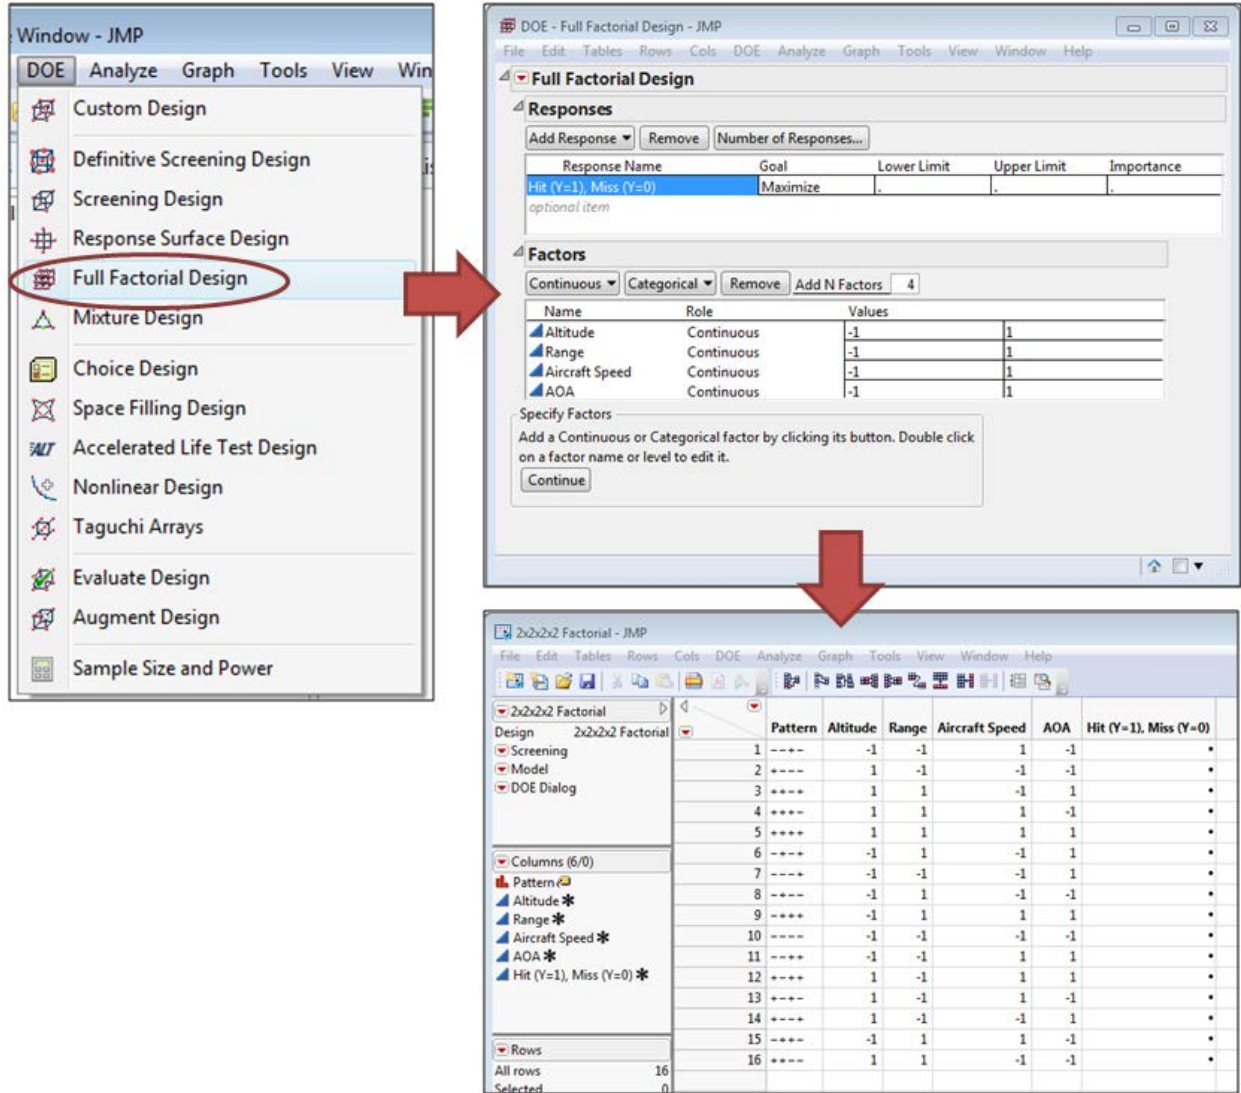 Window - JMP
DOE Analyze Graph Tools View Win
Custom Design
Definitive Screening Design
Screening Design
Response Surface Design
Full Factorial Design
Mixture Design
Choice Design
Space Filling Design
ALT Accelerated Life Test Design
Nonlinear Design
Taguchi Arrays
Evaluate Design
Augment Design
Sample Size and Power
DOE - Full Factorial Design - JMP
File Edit Tables Rows Cols DOE Analyze Graph Tools View Window Help
Full Factorial Design
Responses
Add Response Remove Number of Responses...
Response Name Goal Lower Limit Upper Limit Importance
Hit (Y=1), Miss (Y=0) Maximize . . .
optional item
Factors
Continuous Categorical Remove Add N Factors 4
Name Role Values
Altitude Continuous -1 1
Range Continuous -1 1
Aircraft Speed Continuous -1 1
AOA Continuous -1 1
Specify Factors
Add a Continuous or Categorical factor by clicking its button. Double click
on a factor name or level to edit it.
Continue
2x2x2x2 Factorial - JMP
File Edit Tables Rows Cols DOE Analyze Graph Tools View Window Help
2x2x2x2 Factorial
Design 2x2x2x2 Factorial
Screening
Model
DOE Dialog
Columns (6/0)
Pattern
Altitude *
Range *
Aircraft Speed *
AOA *
Hit (Y=1), Miss (Y=0) *
Rows
All rows 16
Selected 0
Pattern Altitude Range Aircraft Speed AOA Hit (Y=1), Miss (Y=0)
1 --+- -1 -1 1 -1 •
2 +--- 1 -1 -1 -1 •
3 ++-+ 1 1 -1 1 •
4 +++- 1 1 1 -1 •
5 ++++ 1 1 1 1 •
6 -+-+ -1 1 -1 1 •
7 ---+ -1 -1 -1 1 •
8 -+-- -1 1 -1 -1 •
9 -+++ -1 1 1 1 •
10 ---- -1 -1 -1 -1 •
11 --++ -1 -1 1 1 •
12 +-++ 1 -1 1 1 •
13 +-+- 1 -1 1 -1 •
14 +--+ 1 -1 -1 1 •
15 -++- -1 1 1 -1 •
16 ++-- 1 1 -1 -1 •